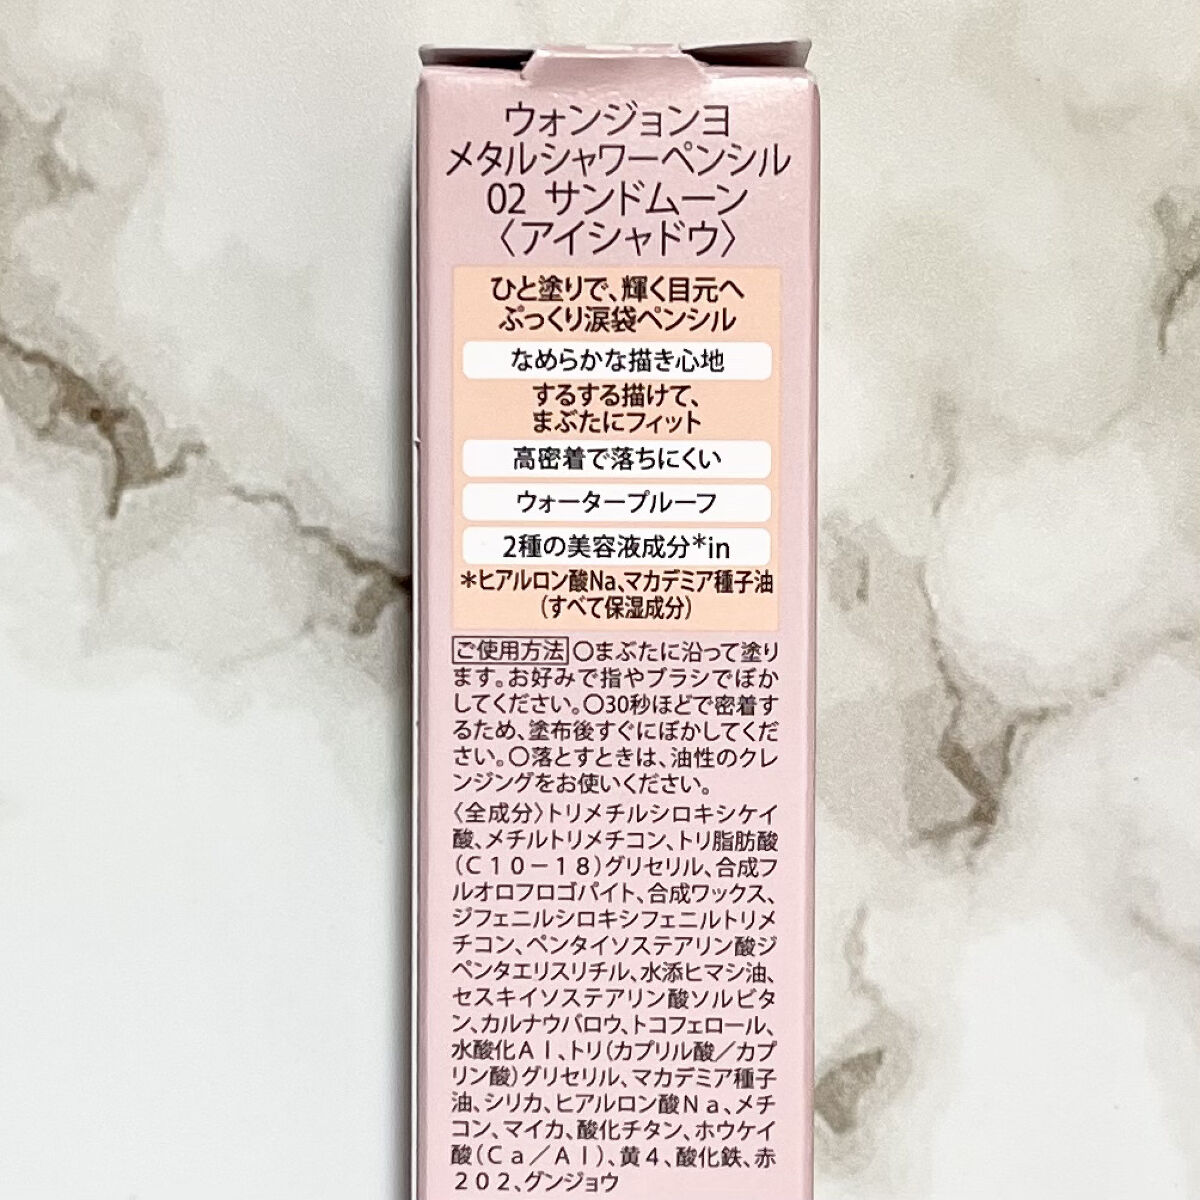 ウォンジョンヨ
メタルシャワーペンシル
02 サンドムーン
〈アイシャドウ〉
ひと塗りで、輝く目元へ
ぷっくり涙袋ペンシル
なめらかな描き心地
するする描けて、
まぶたにフィット
高密着で落ちにくい
ウォータープルーフ
2種の美容液成分*in
*ヒアルロン酸Na、マカデミア種子油
(すべて保湿成分)
ご使用方法 〇まぶたに沿って塗り
ます。お好みで指やブラシでぼか
してください。〇30秒ほどで密着す
るため、塗布後すぐにぼかしてくだ
さい。〇落とすときは、油性のクレ
ンジングをお使いください。
〈全成分〉トリメチルシロキシケイ
酸、メチルトリメチコン、トリ脂肪酸
(C10-18)グリセリル、合成フ
ルオロフロゴパイト、合成ワックス、
ジフェニルシロキシフェニルトリメ
チコン、ペンタイソステアリン酸ジ
ペンタエリスリチル、水添ヒマシ油、
セスキイソステアリン酸ソルビタ
ン、カルナウバロウ、トコフェロール、
水酸化Al、トリ(カプリル酸/カプ
リン酸)グリセリル、マカデミア種子
油、シリカ、ヒアルロン酸Na、メチ
コン、マイカ、酸化チタン、ホウケイ
酸(Ca/Al)、黄4、酸化鉄、赤
202、グンジョウ